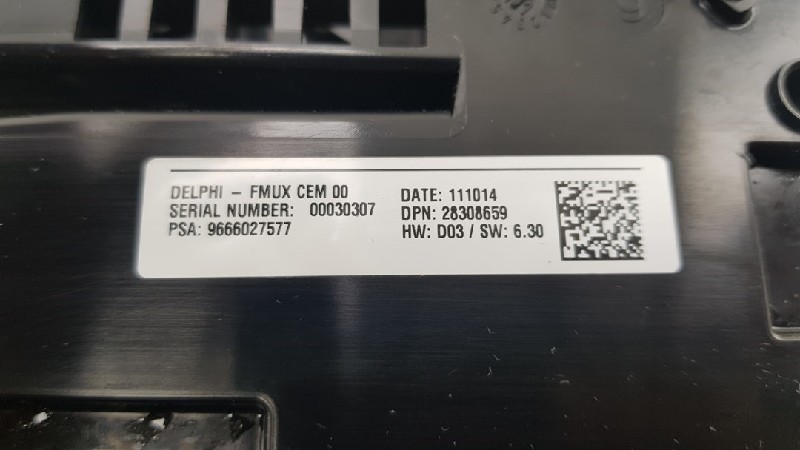 DELPHI - FMUX CEM 00
SERIAL NUMBER: 00030307
PSA: 9666027577
DATE: 111014
DPN: 28308659
HW: D03 / SW: 6.30